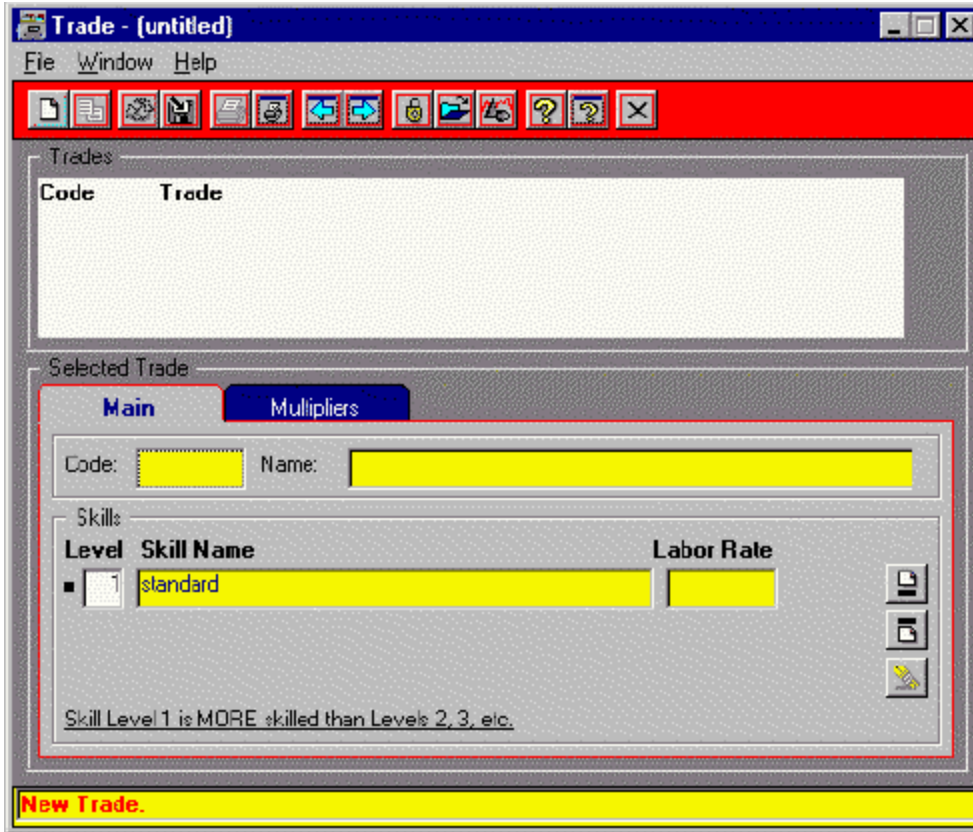 Trade - (untitled)
File Window Help
Trades
Code Trade
Selected Trade
Main Multipliers
Code: Name:
Skills
Level Skill Name Labor Rate
1 standard
Skill Level 1 is MORE skilled than Levels 2, 3, etc.
New Trade.